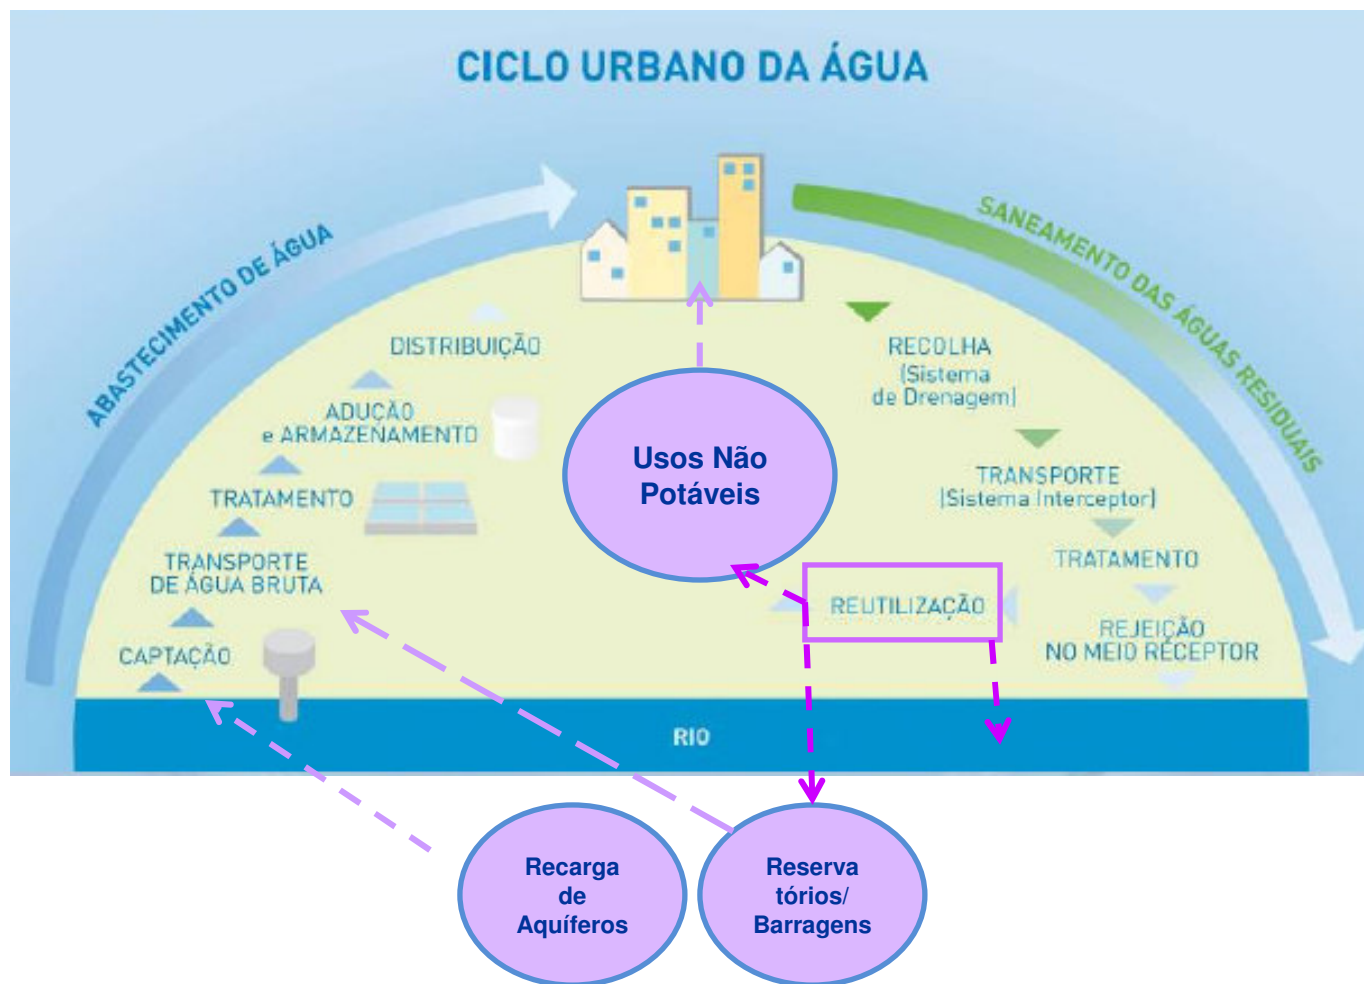 CICLO URBANO DA ÁGUA
ABASTECIMENTO DE ÁGUA
SANEAMENTO DAS ÁGUAS RESIDUAIS
DISTRIBUIÇÃO
ADUÇÃO
e ARMAZENAMENTO
TRATAMENTO
TRANSPORTE
DE ÁGUA BRUTA
CAPTAÇÃO
Usos Não
Potáveis
RECOLHA
(Sistema
de Drenagem)
TRANSPORTE
(Sistema Interceptor)
TRATAMENTO
REUTILIZAÇÃO
REJEIÇÃO
NO MEIO RECEPTOR
RIO
Recarga
de
Aquíferos
Reserva
tórios/
Barragens